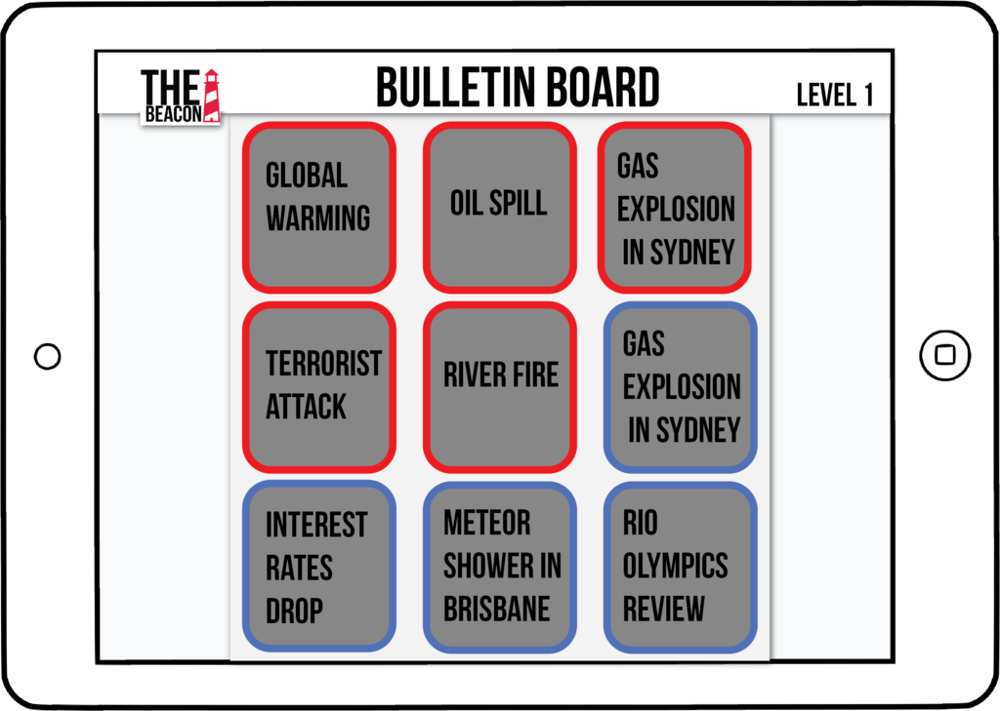 THE
BEACON
BULLETIN BOARD
LEVEL 1
GLOBAL
WARMING
OIL SPILL
GAS
EXPLOSION
IN SYDNEY
TERRORIST
ATTACK
RIVER FIRE
GAS
EXPLOSION
IN SYDNEY
INTEREST
RATES
DROP
METEOR
SHOWER IN
BRISBANE
RIO
OLYMPICS
REVIEW